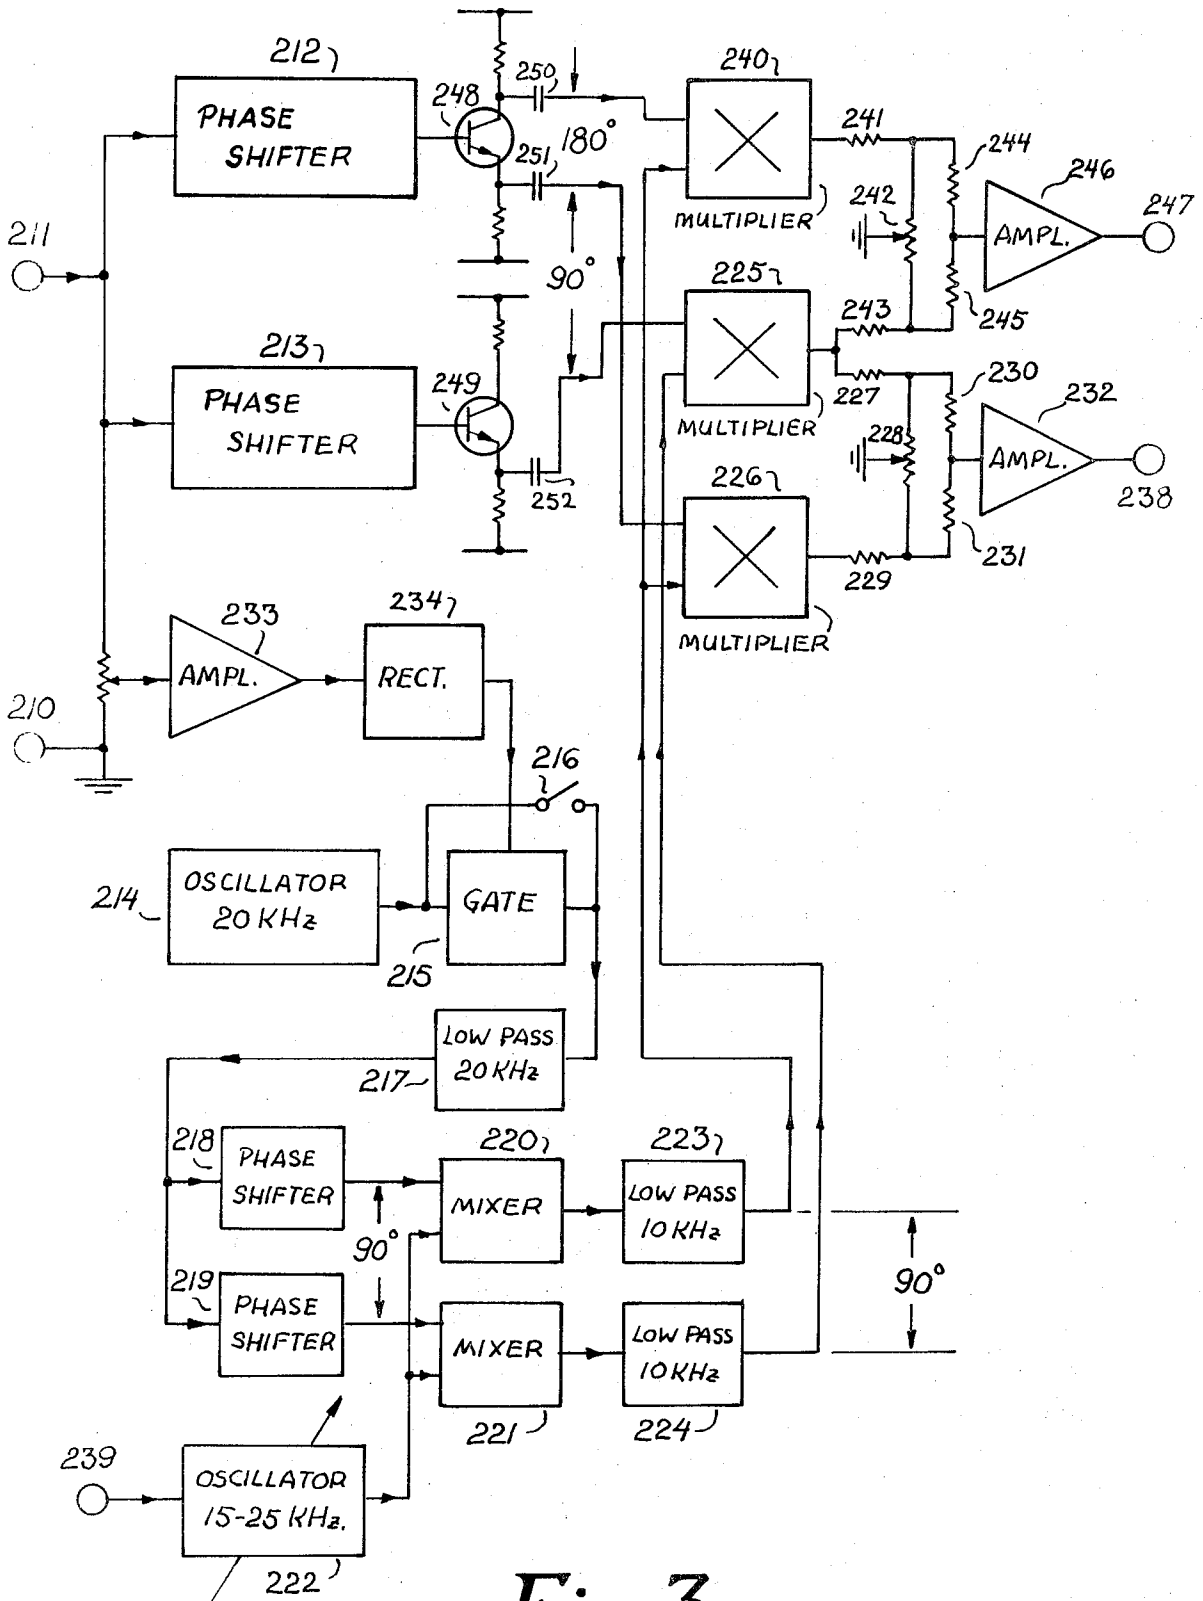 212
PHASE
SHIFTER
248
250
180°
251
240
MULTIPLIER
241
244
242
AMPL.
246
247
211
90°
225
243
245
213
PHASE
SHIFTER
249
252
MULTIPLIER
227
230
228
AMPL.
232
238
226
229
231
MULTIPLIER
233
AMPL.
234
RECT.
210
216
214
OSCILLATOR
20 KHz
GATE
215
LOW PASS
20 KHz
217
218
PHASE
SHIFTER
220
MIXER
223
LOW PASS
10 KHz
90°
90°
219
PHASE
SHIFTER
MIXER
221
LOW PASS
10 KHz
224
239
OSCILLATOR
15-25 KHz.
222
Fig. 3